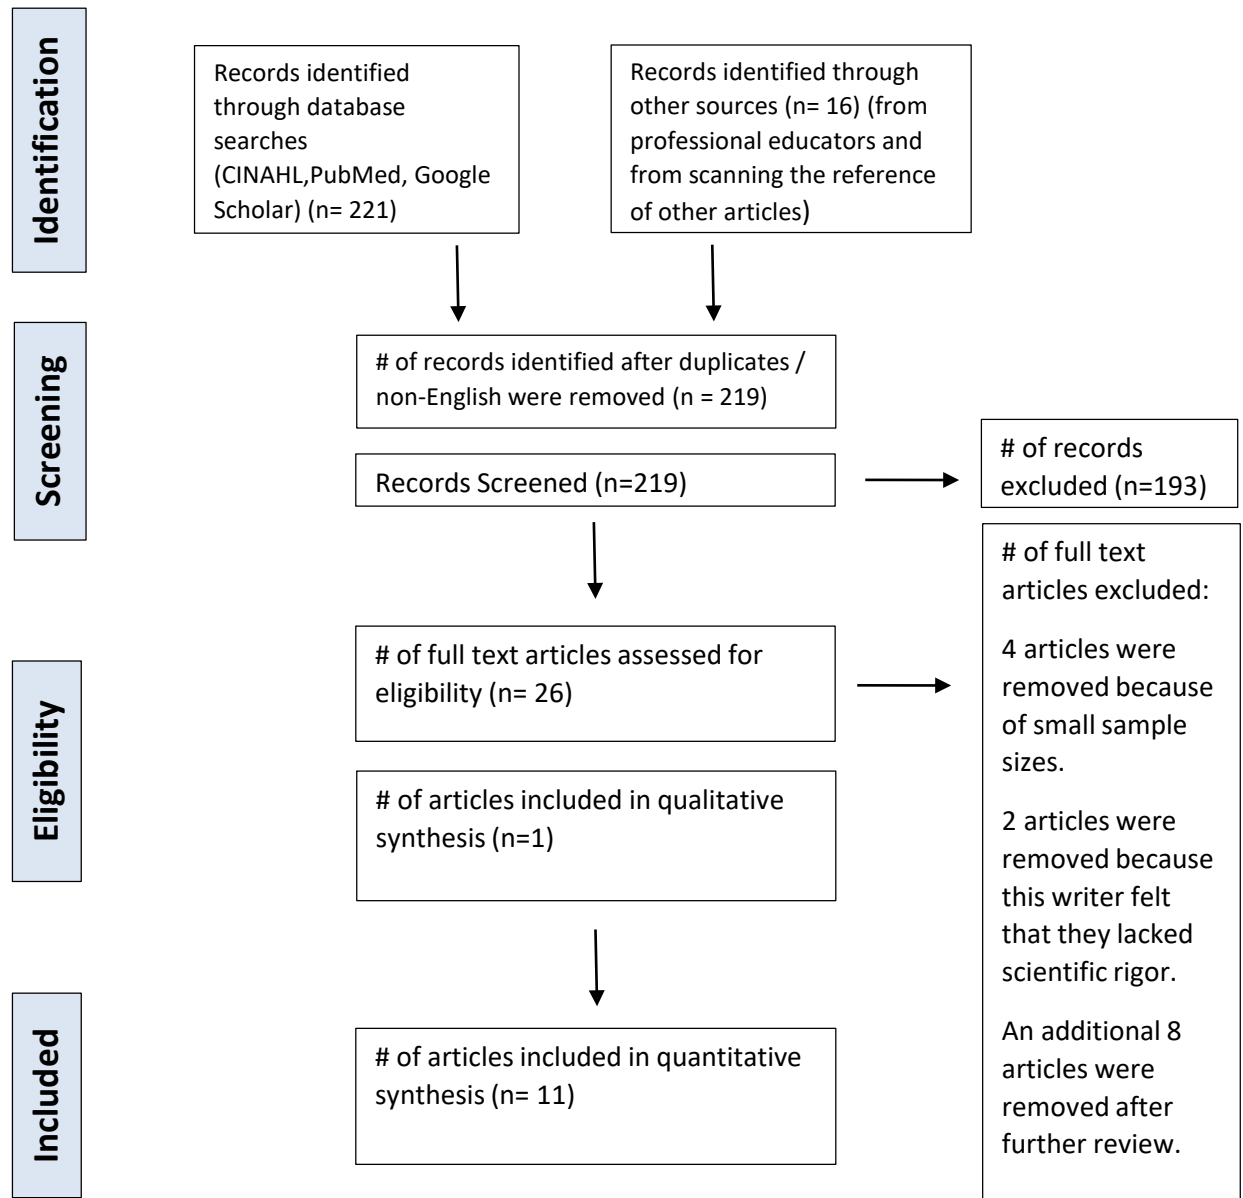 Identification
Records identified
through database
searches
(CINAHL,PubMed, Google
Scholar) (n= 221)
Records identified through
other sources (n= 16) (from
professional educators and
from scanning the reference
of other articles)
Screening
# of records identified after duplicates /
non-English were removed (n = 219)
Records Screened (n=219)
# of records
excluded (n=193)
Eligibility
# of full text articles assessed for
eligibility (n= 26)
# of full text
articles excluded:
4 articles were
removed because
of small sample
sizes.
2 articles were
removed because
this writer felt
that they lacked
scientific rigor.
An additional 8
articles were
removed after
further review.
# of articles included in qualitative
synthesis (n=1)
Included
# of articles included in quantitative
synthesis (n= 11)